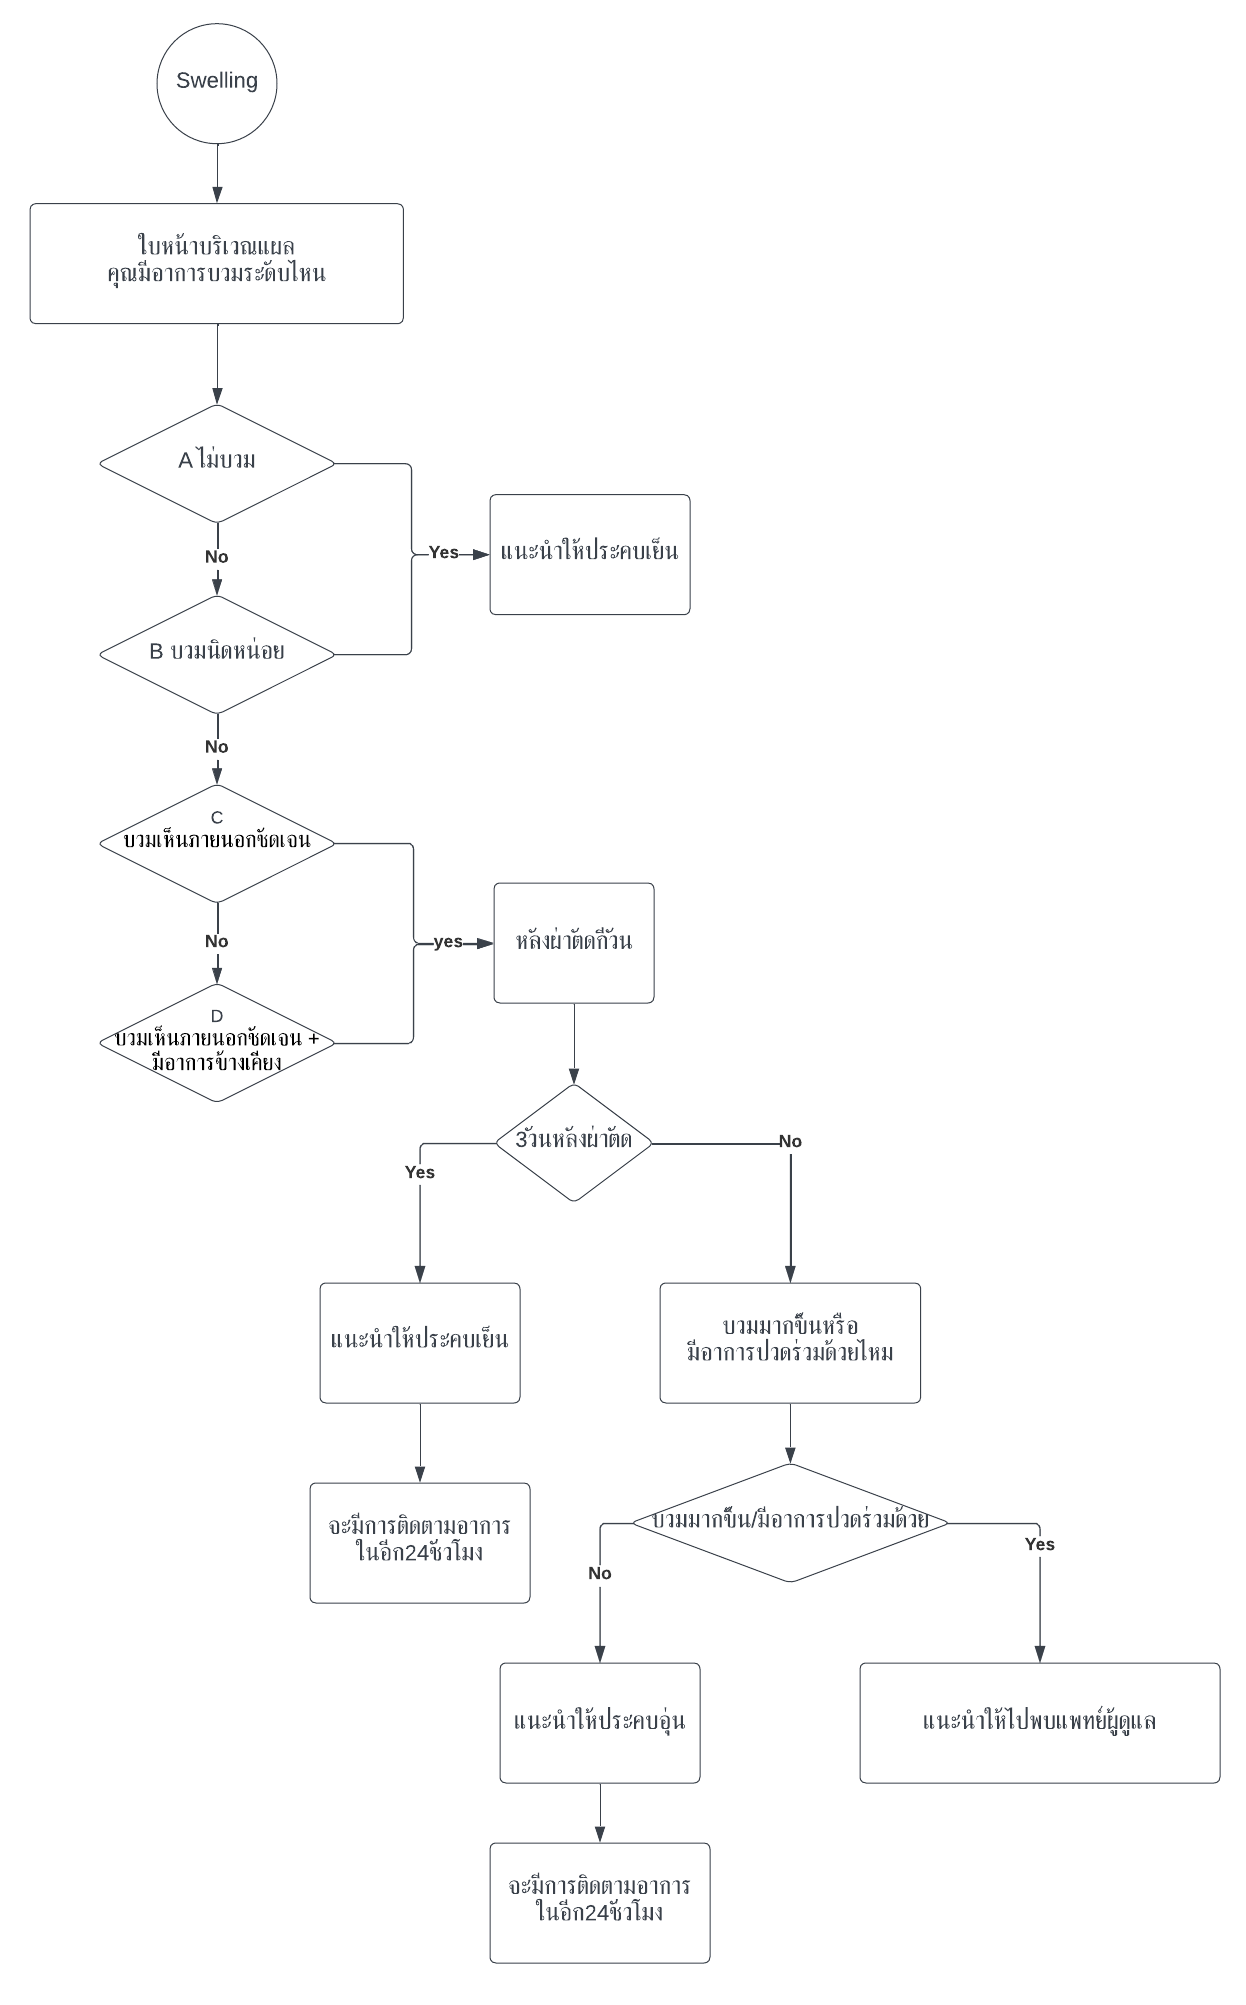 Swelling
ใบหน้าบริเวณแผล
คุณมีอาการบวมระดับไหน
A ไม่บวม
Yes
แนะนำให้ประคบเย็น
No
B บวมนิดหน่อย
No
C
บวมเห็นภายนอกชัดเจน
No
yes
หลังผ่าตัดกี่วัน
D
บวมเห็นภายนอกชัดเจน +
มีอาการข้างเคียง
3วันหลังผ่าตัด
No
Yes
แนะนำให้ประคบเย็น
บวมมากขึ้นหรือ
มีอาการปวดร่วมด้วยไหม
จะมีการติดตามอาการ
ในอีก24ชั่วโมง
บวมมากขึ้น/มีอาการปวดร่วมด้วย
Yes
No
แนะนำให้ประคบอุ่น
แนะนำให้ไปพบแพทย์ผู้ดูแล
จะมีการติดตามอาการ
ในอีก24ชั่วโมง